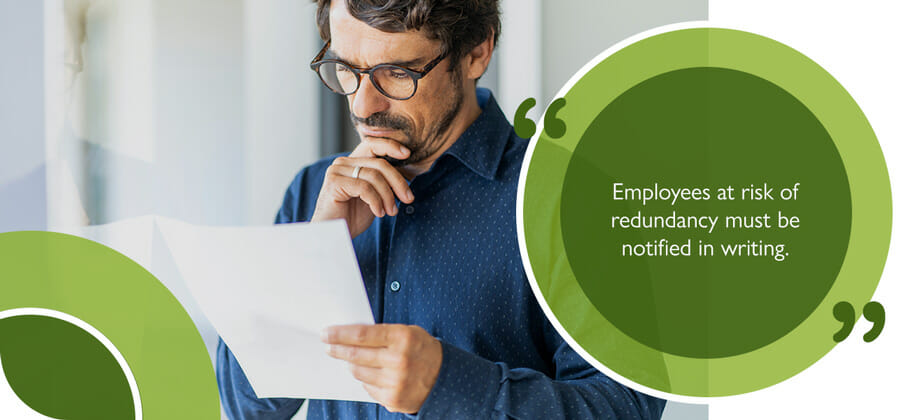 Employees at risk of
redundancy must be
notified in writing.